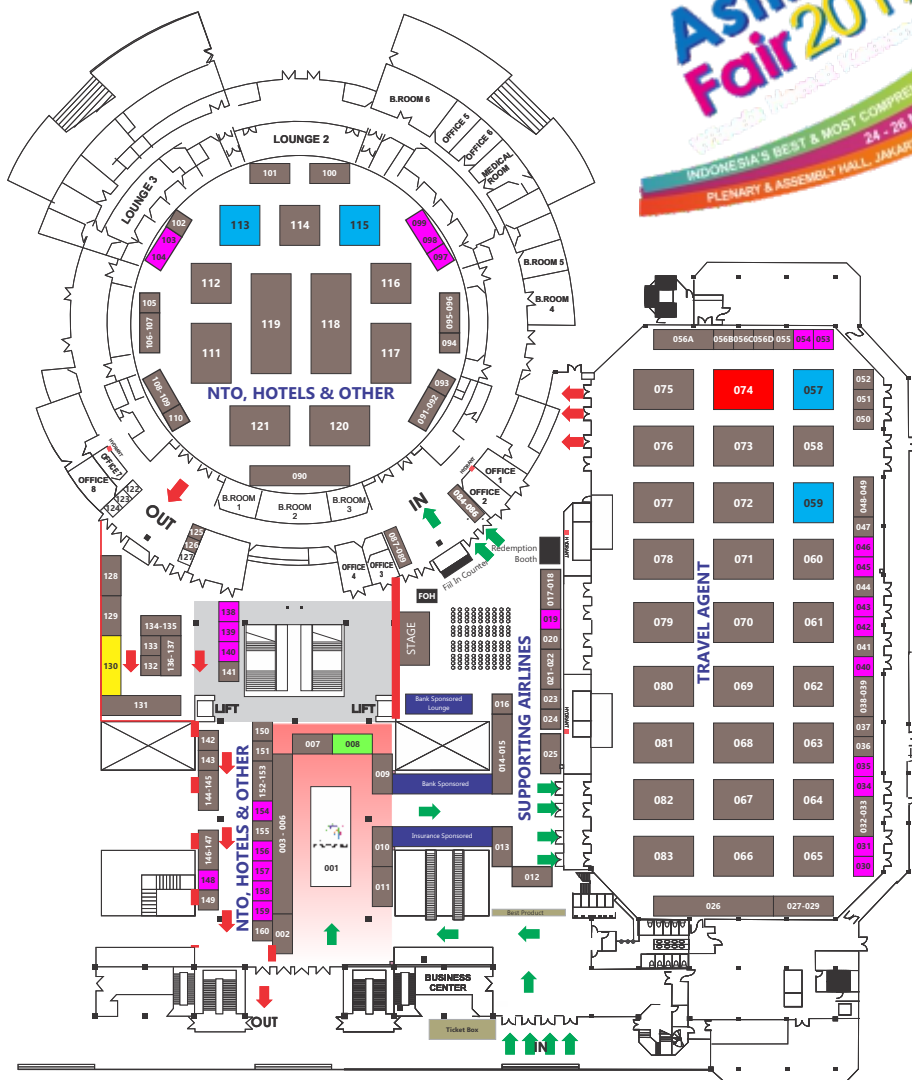 Fair 201
INDONESIA'S BEST & MOST COMPRE
24 - 26
PLENARY & ASSEMBLY HALL, JAKART
B.ROOM 6
OFFICE 5
OFFICE 6
MEDICAL
ROOM
LOUNGE 2
LOUNGE 3
B.ROOM 5
B.ROOM
4
101
100
102
103
104
113
114
115
099
098
097
112
119
118
116
105
106-107
095-096
094
111
117
NTO, HOTELS & OTHER
108-109
110
093
091-092
121
120
090
B.ROOM
1
B.ROOM
2
B.ROOM
3
HYDRANT
OFFICE7
OFFICE
8
122
123
124
OUT
125
126
127
OFFICE
4
OFFICE
3
087-089
IN
084-086
HYDRANT
OFFICE
1
OFFICE
2
Redemption
Booth
Fill In Counter
HYDRANT
FOH
STAGE
128
129
130
131
134-135
133
132
136-137
138
139
140
141
LIFT
LIFT
Bank Sponsored
Lounge
Bank Sponsored
Insurance Sponsored
SUPPORTING AIRLINES
017-018
019
020
021-022
023
024
025
HYDRANT
016
014-015
013
012
142
143
144-145
146-147
148
149
NTO, HOTELS & OTHER
150
151
152-153
154
155
156
157
158
159
160
007
008
009
003 - 006
001
010
011
002
Best Product
BUSINESS
CENTER
Ticket Box
OUT
IN
056A
056B
056C
056D
055
054
053
075
074
057
052
051
050
076
073
058
077
072
059
048-049
047
046
045
044
043
042
041
040
038-039
037
036
035
034
032-033
031
030
078
071
060
TRAVEL AGENT
079
070
061
080
069
062
081
068
063
082
067
064
083
066
065
026
027-029